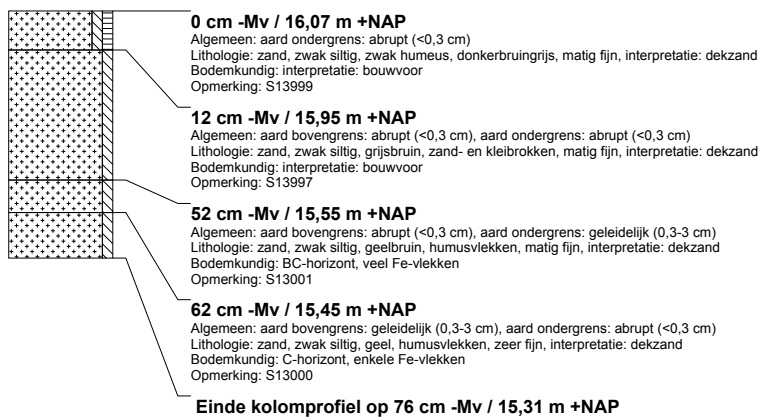 0 cm -Mv / 16,07 m +NAP
Algemeen: aard ondergrens: abrupt (<0,3 cm)
Lithologie: zand, zwak siltig, zwak humeus, donkerbruingrijs, matig fijn, interpretatie: dekzand
Bodemkundig: interpretatie: bouwvoor
Opmerking: S13999
12 cm -Mv / 15,95 m +NAP
Algemeen: aard bovengrens: abrupt (<0,3 cm), aard ondergrens: abrupt (<0,3 cm)
Lithologie: zand, zwak siltig, grijsbruin, zand- en kleibrokken, matig fijn, interpretatie: dekzand
Bodemkundig: interpretatie: bouwvoor
Opmerking: S13997
52 cm -Mv / 15,55 m +NAP
Algemeen: aard bovengrens: abrupt (<0,3 cm), aard ondergrens: geleidelijk (0,3-3 cm)
Lithologie: zand, zwak siltig, geelbruin, humusvlekken, matig fijn, interpretatie: dekzand
Bodemkundig: BC-horizont, veel Fe-vlekken
Opmerking: S13001
62 cm -Mv / 15,45 m +NAP
Algemeen: aard bovengrens: geleidelijk (0,3-3 cm), aard ondergrens: abrupt (<0,3 cm)
Lithologie: zand, zwak siltig, geel, humusvlekken, zeer fijn, interpretatie: dekzand
Bodemkundig: C-horizont, enkele Fe-vlekken
Opmerking: S13000
Einde kolomprofiel op 76 cm -Mv / 15,31 m +NAP